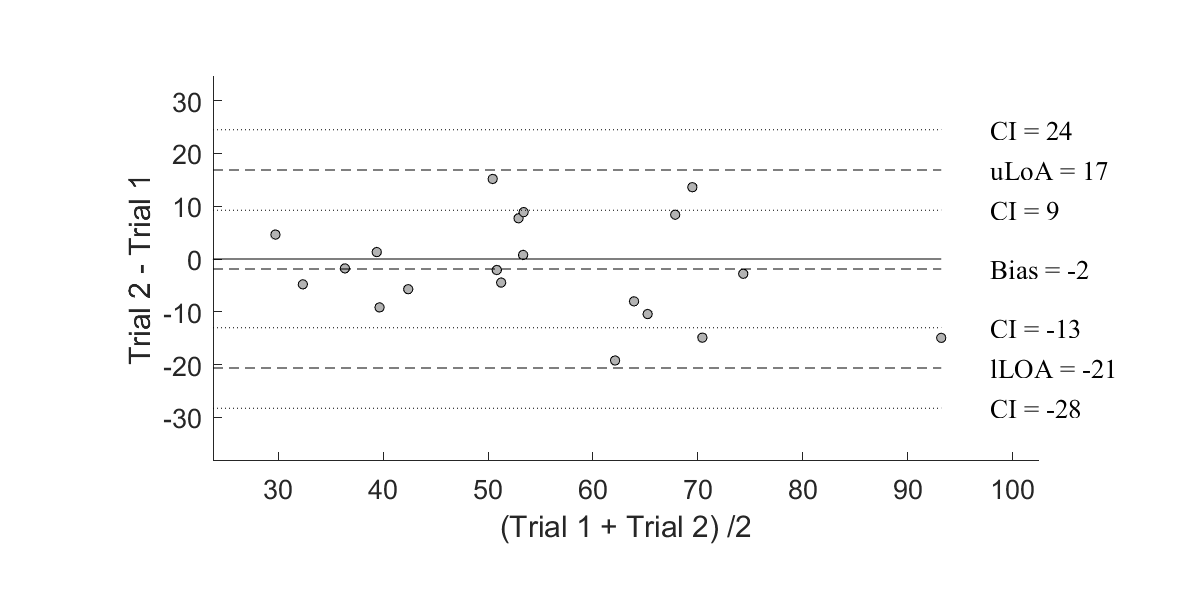 30
20
10
0
-10
-20
-30
Trial 2 - Trial 1
CI = 24
uLoA = 17
CI = 9
Bias = -2
CI = -13
lLOA = -21
CI = -28
30 40 50 60 70 80 90 100
(Trial 1 + Trial 2) /2